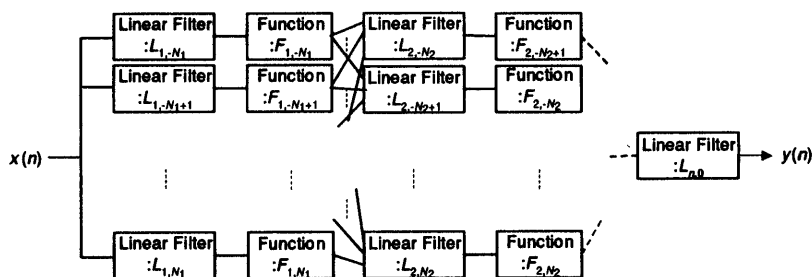 Linear Filter
:L1,-N1
Function
:F1,-N1
Linear Filter
:L2,-N2
Function
:F2,-N2+1
Linear Filter
:L1,-N1+1
Function
:F1,-N1+1
Linear Filter
:L2,-N2+1
Function
:F2,-N2
x(n)
Linear Filter
:Ln,0
y(n)
Linear Filter
:L1,N1
Function
:F1,N1
Linear Filter
:L2,N2
Function
:F2,N2